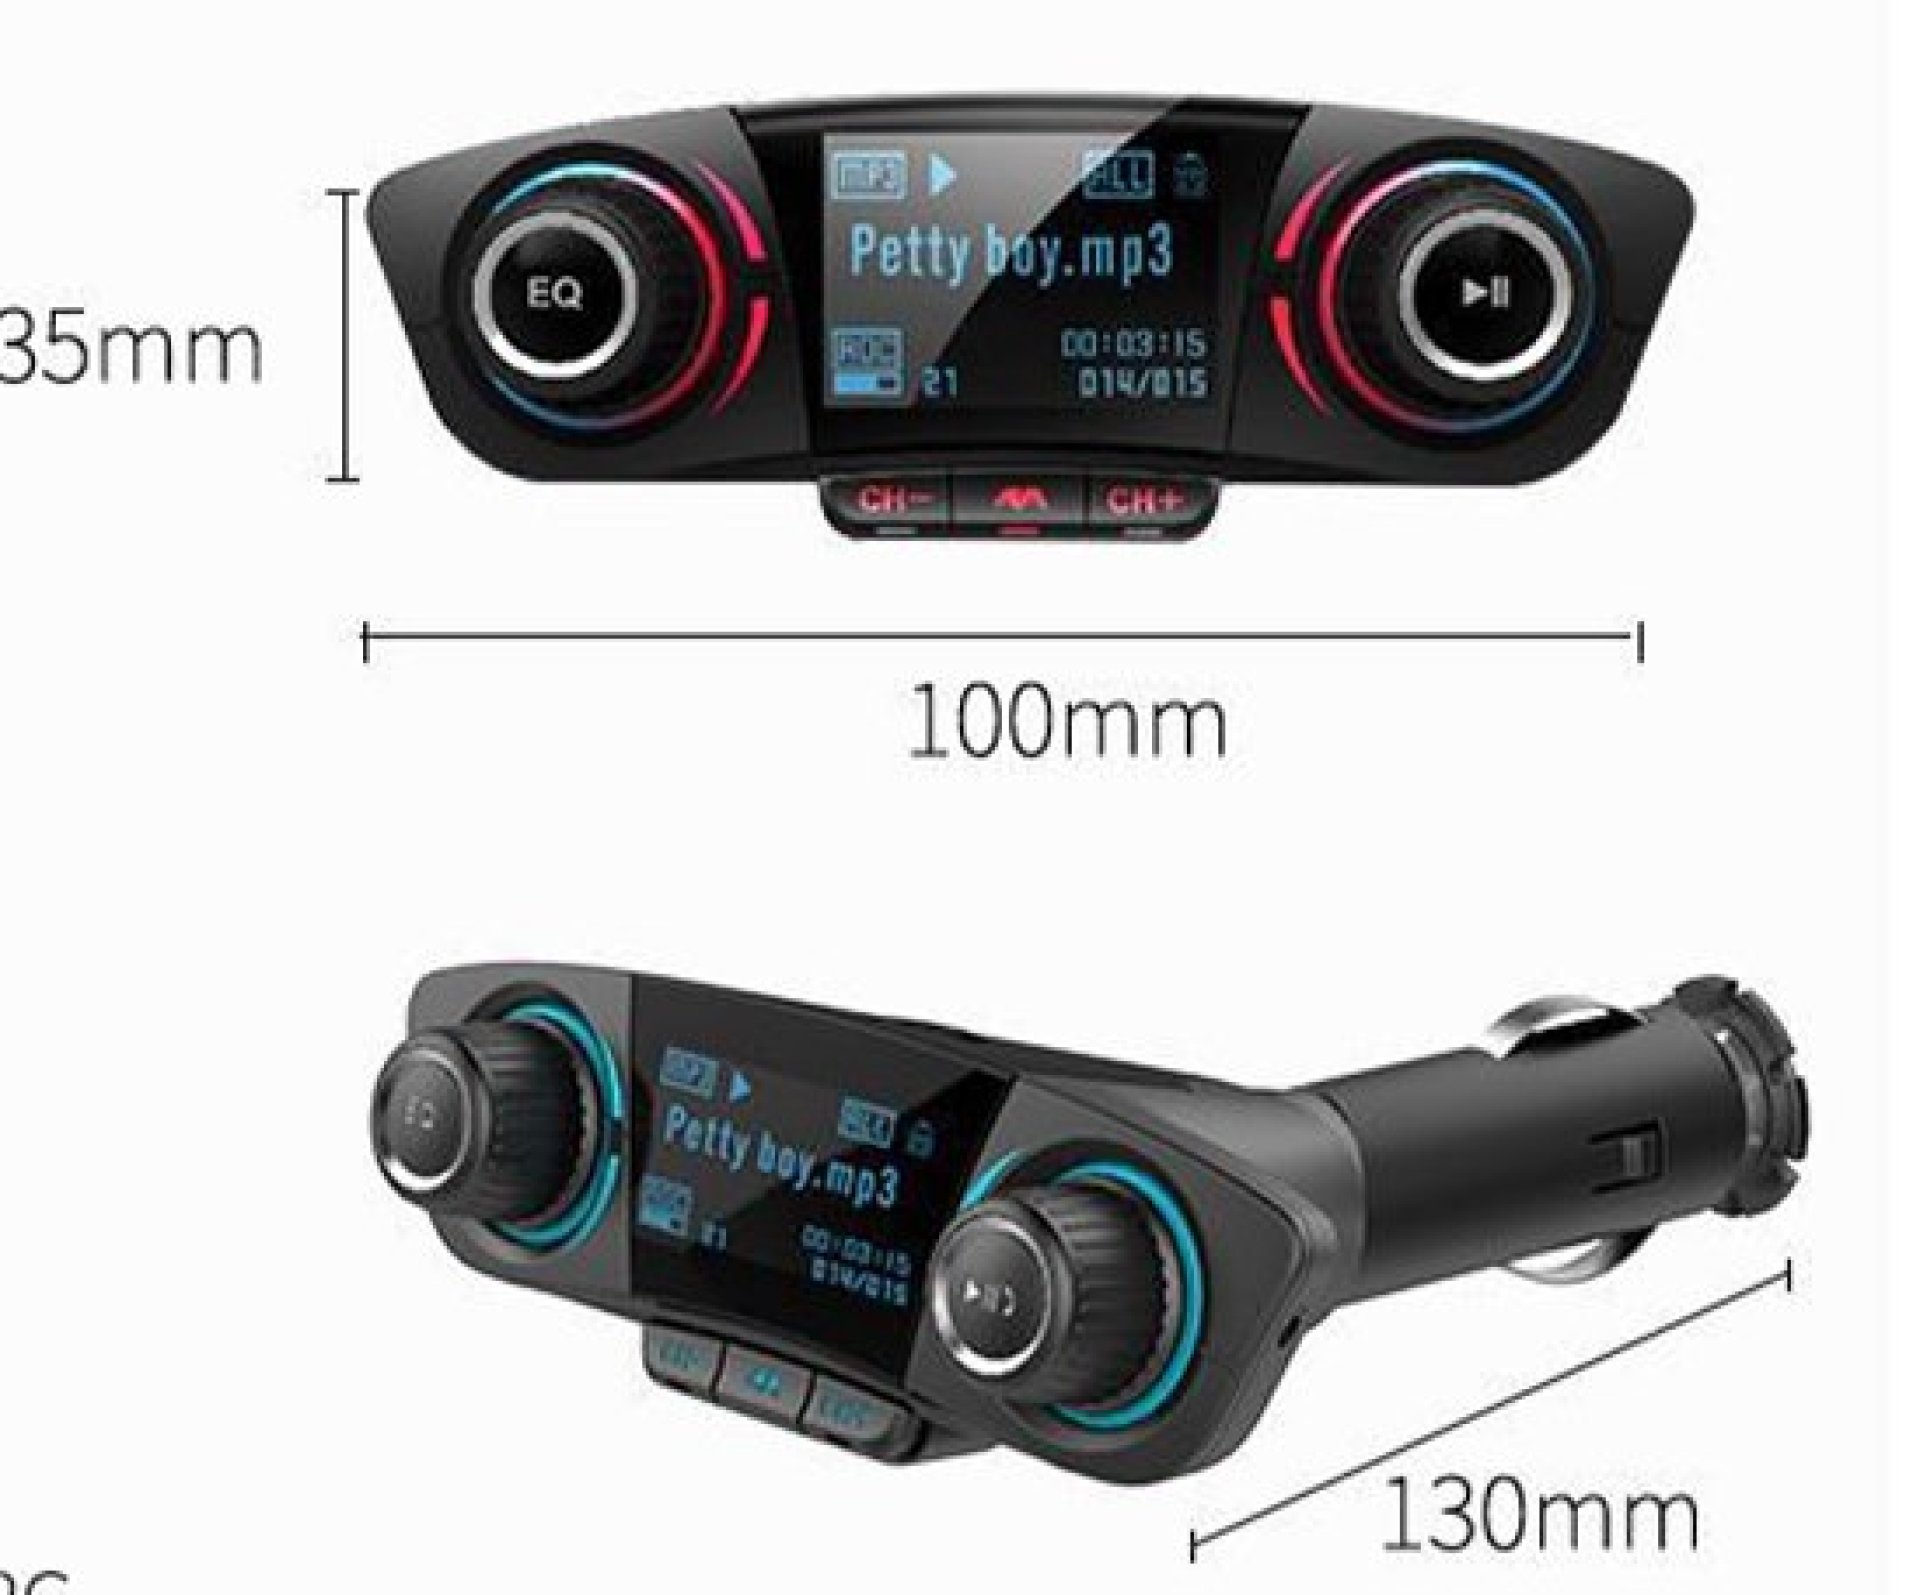 mP3 ALL
Petty boy.mp3
00:03:15
21 014/015
EQ
CH− CH+
35mm
100mm
mP3
ALL
Petty boy.mp3
21 00:03:15
014/015
EQ
130mm